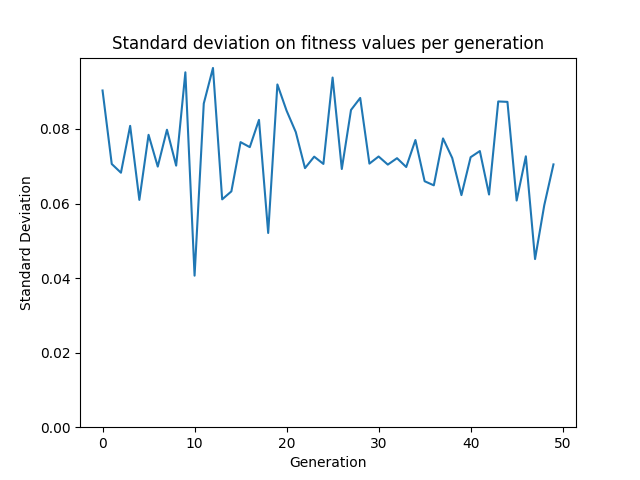 Standard deviation on fitness values per generation
Standard Deviation
0.08
0.06
0.04
0.02
0.00
0 10 20 30 40 50
Generation